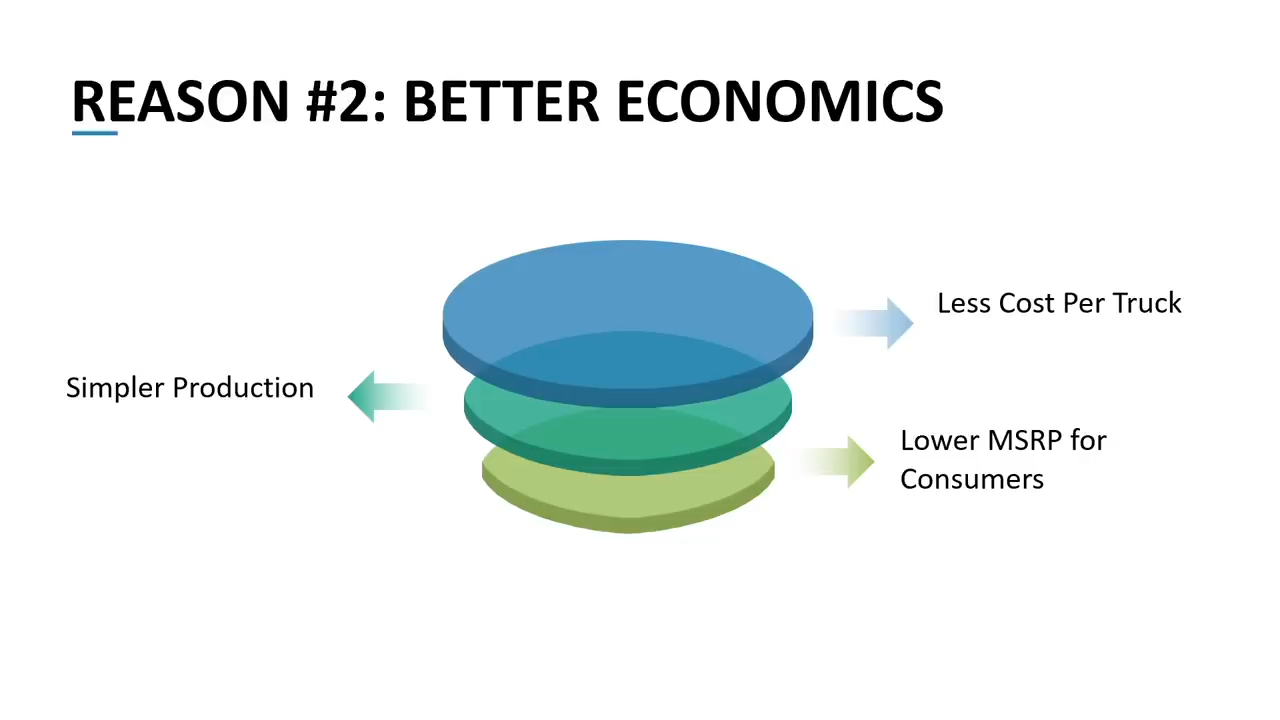 REASON #2: BETTER ECONOMICS
Less Cost Per Truck
Simpler Production
Lower MSRP for
Consumers